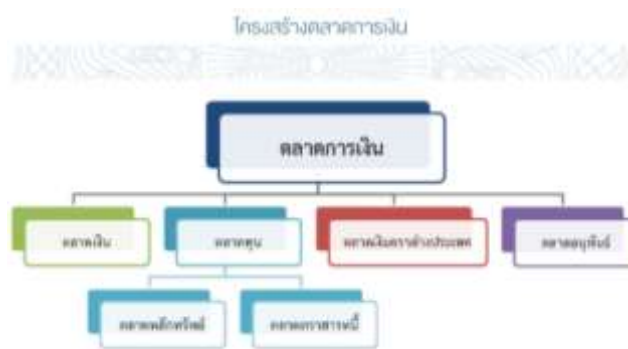 โครงสร้างตลาดการเงิน
ตลาดการเงิน
ตลาดเงิน
ตลาดทุน
ตลาดเงินตราต่างประเทศ
ตลาดอนุพันธ์
ตลาดหลักทรัพย์
ตลาดตราสารหนี้